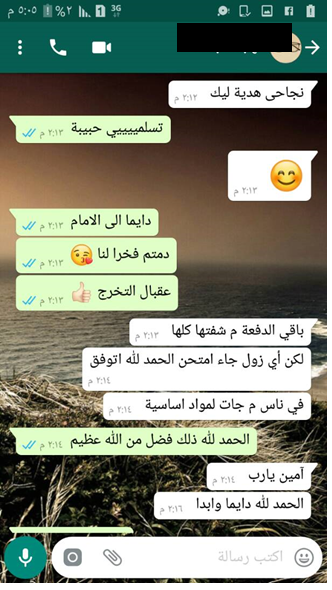 ٥:٠٥ م ٢% 1 3G
نجاحى هدية ليك ٢:١٢ م
تسلميييييي حبيبة ٢:١٣ م
😊
٢:١٣ م
دايما الى الامام ٢:١٣ م
دمتم فخرا لنا 😘 ٢:١٣ م
عقبال التخرج 👍🏻 ٢:١٣ م
باقي الدفعة م شفتها كلها ٢:١٣ م
لكن أي زول جاء امتحن الحمد لله اتوفق ٢:١٤ م
في ناس م جات لمواد اساسية ٢:١٤ م
الحمد لله ذلك فضل من الله عظيم ٢:١٤ م
آمين يارب ٢:١٤ م
الحمد لله دايما وابدا ٢:١٦ م
اكتب رسالة